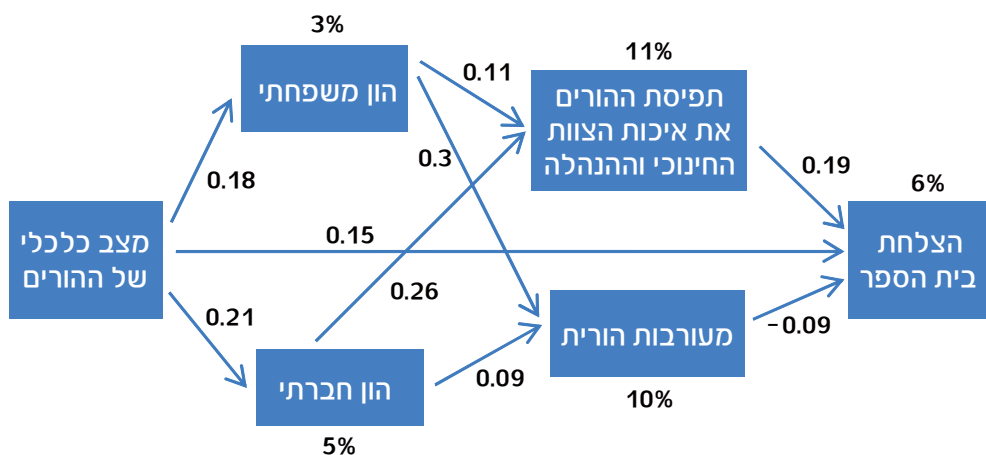 3%
הון משפחתי
11%
תפיסת ההורים
את איכות הצוות
החינוכי וההנהלה
0.11
0.3
0.18
0.19
6%
מצב כלכלי
של ההורים
0.15
הצלחת
בית הספר
0.26
0.21
מעורבות הורית
-0.09
10%
הון חברתי
0.09
5%